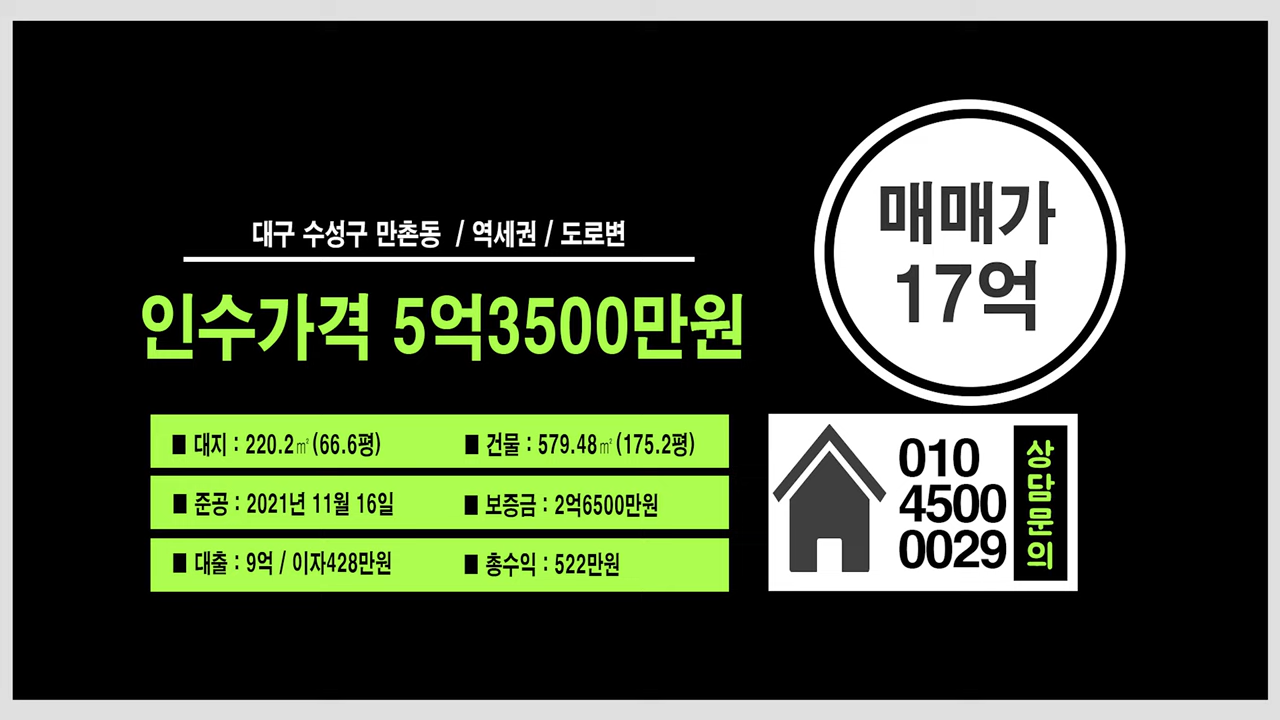 대구 수성구 만촌동 / 역세권 / 도로변
인수가격 5억3500만원
매매가
17억
■ 대지 : 220.2㎡(66.6평)
■ 건물 : 579.48㎡(175.2평)
■ 준공 : 2021년 11월 16일
■ 보증금 : 2억6500만원
■ 대출 : 9억 / 이자428만원
■ 총수익 : 522만원
010
4500
0029
상담문의